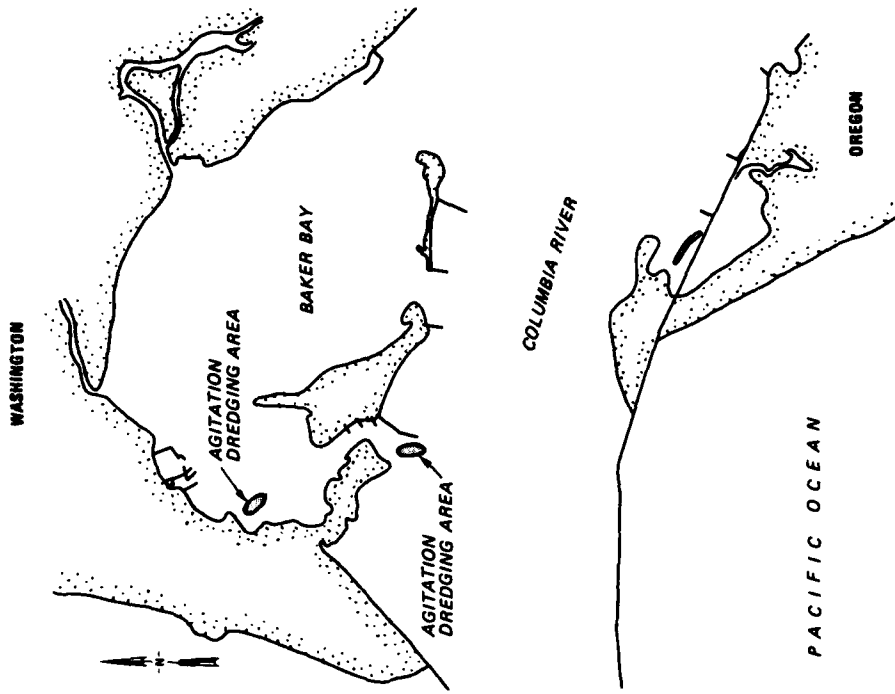 WASHINGTON
BAKER BAY
AGITATION
DREDGING AREA
AGITATION
DREDGING AREA
COLUMBIA RIVER
OREGON
PACIFIC OCEAN
N